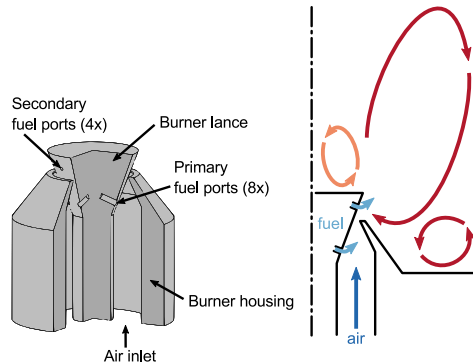 Secondary
fuel ports (4x)
Burner lance
Primary
fuel ports (8x)
Burner housing
Air inlet
fuel
air